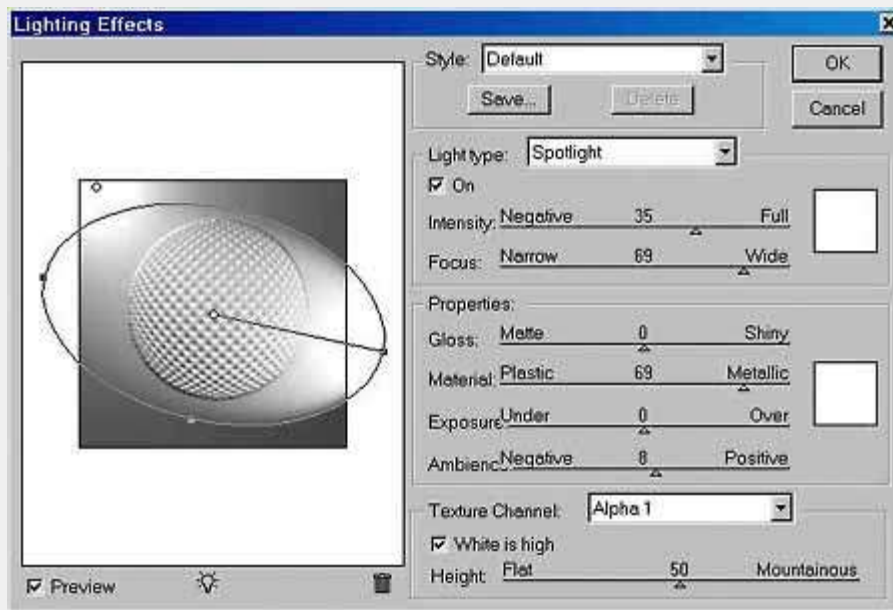 Lighting Effects
Style: Default
OK
Save... Delete
Cancel
Light type: Spotlight
On
Intensity: Negative 35 Full
Focus: Narrow 69 Wide
Properties:
Gloss: Matte 0 Shiny
Material: Plastic 69 Metallic
Exposure Under 0 Over
Ambienc Negative 8 Positive
Texture Channel: Alpha 1
White is high
Height: Flat 50 Mountainous
Preview